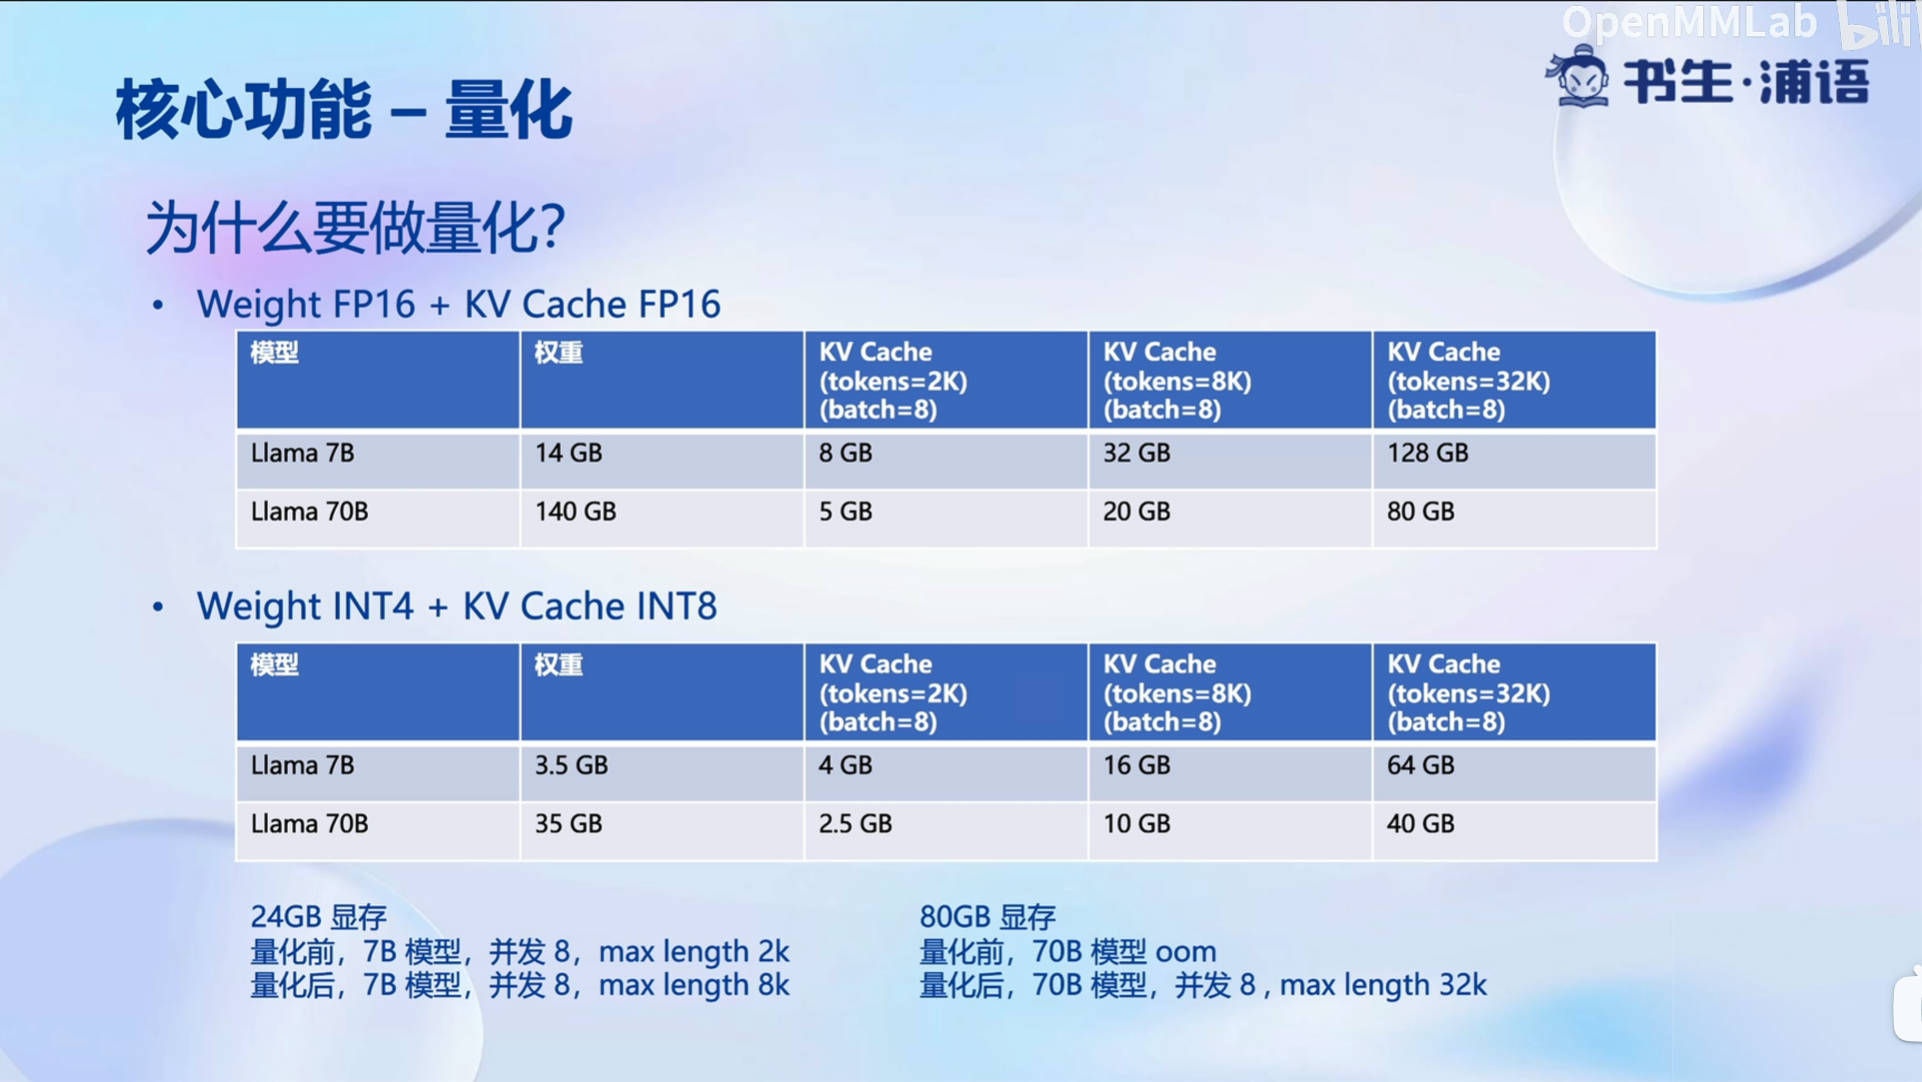 OpenMMLab bili
书生·浦语
核心功能 – 量化
为什么要做量化？
• Weight FP16 + KV Cache FP16
模型 权重 KV Cache (tokens=2K) (batch=8) KV Cache (tokens=8K) (batch=8) KV Cache (tokens=32K) (batch=8)
Llama 7B 14 GB 8 GB 32 GB 128 GB
Llama 70B 140 GB 5 GB 20 GB 80 GB
• Weight INT4 + KV Cache INT8
模型 权重 KV Cache (tokens=2K) (batch=8) KV Cache (tokens=8K) (batch=8) KV Cache (tokens=32K) (batch=8)
Llama 7B 3.5 GB 4 GB 16 GB 64 GB
Llama 70B 35 GB 2.5 GB 10 GB 40 GB
24GB 显存
量化前，7B 模型，并发 8，max length 2k
量化后，7B 模型，并发 8，max length 8k
80GB 显存
量化前，70B 模型 oom
量化后，70B 模型，并发 8 , max length 32k